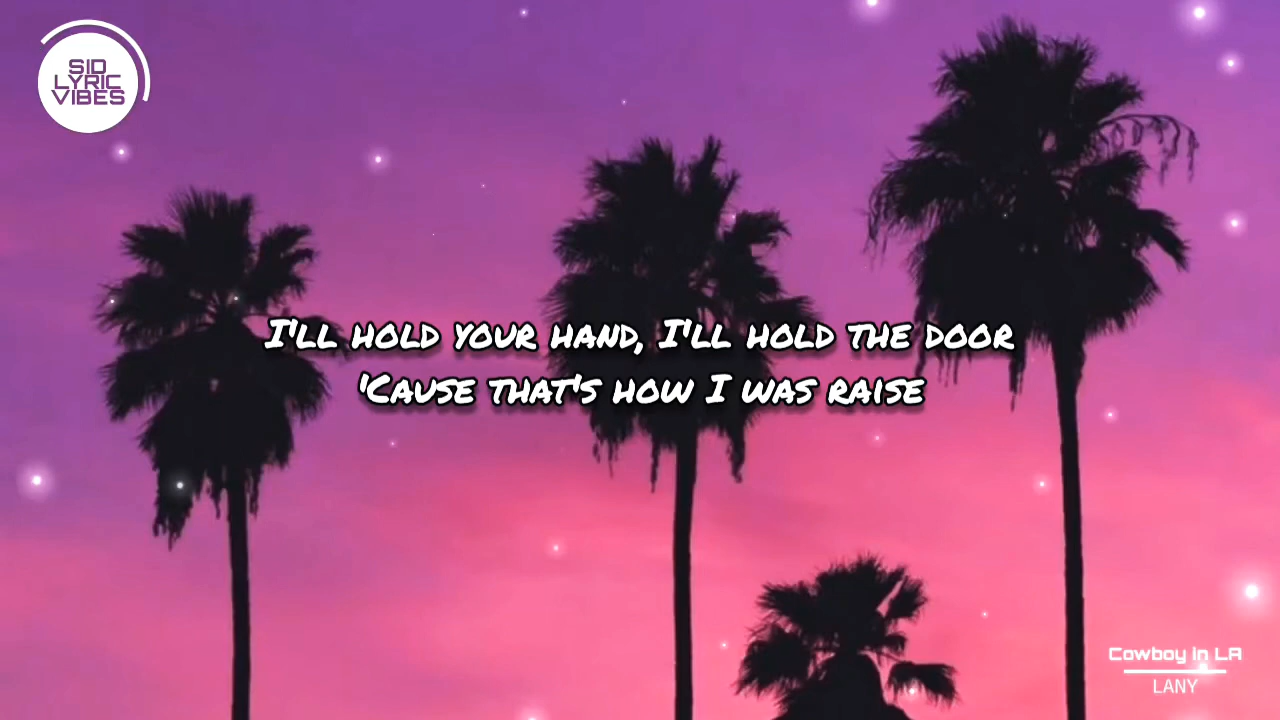 SID
LYRIC
VIBES
I'll hold your hand, I'll hold the door
'Cause that's how I was raise
Cowboy In LA
LANY